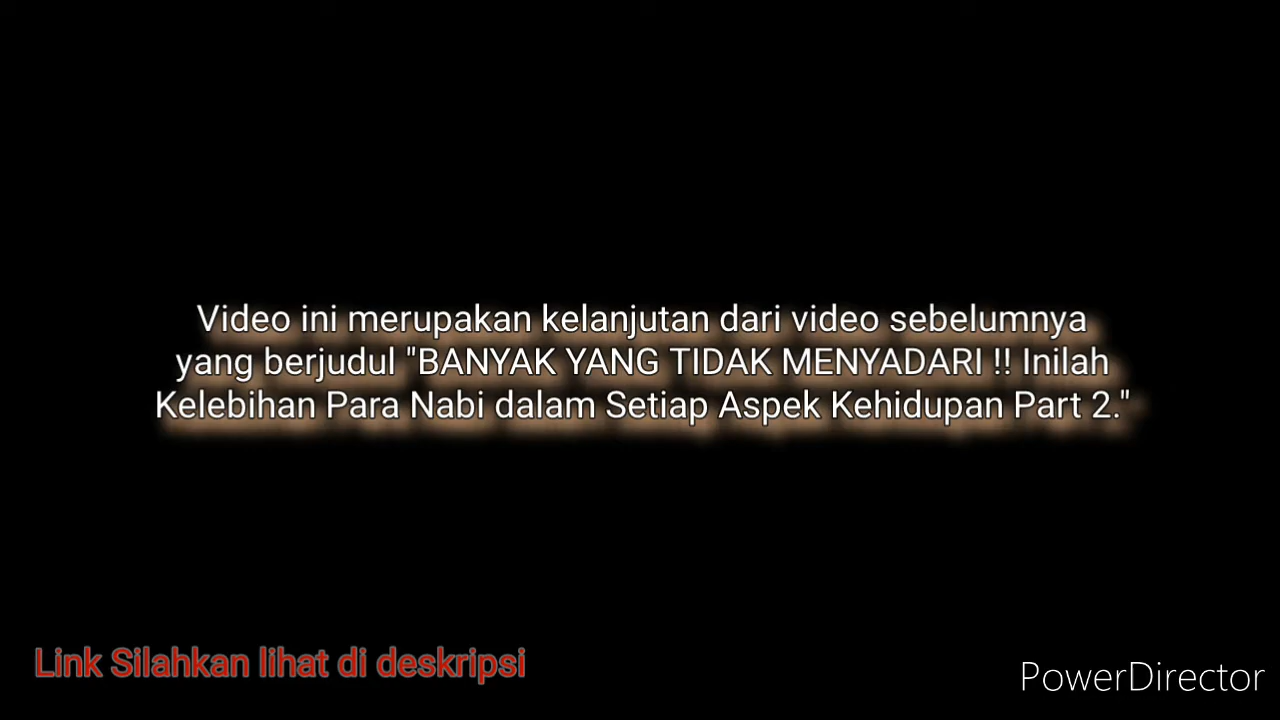 Video ini merupakan kelanjutan dari video sebelumnya
yang berjudul "BANYAK YANG TIDAK MENYADARI !! Inilah
Kelebihan Para Nabi dalam Setiap Aspek Kehidupan Part 2."
Link Silahkan lihat di deskripsi
PowerDirector